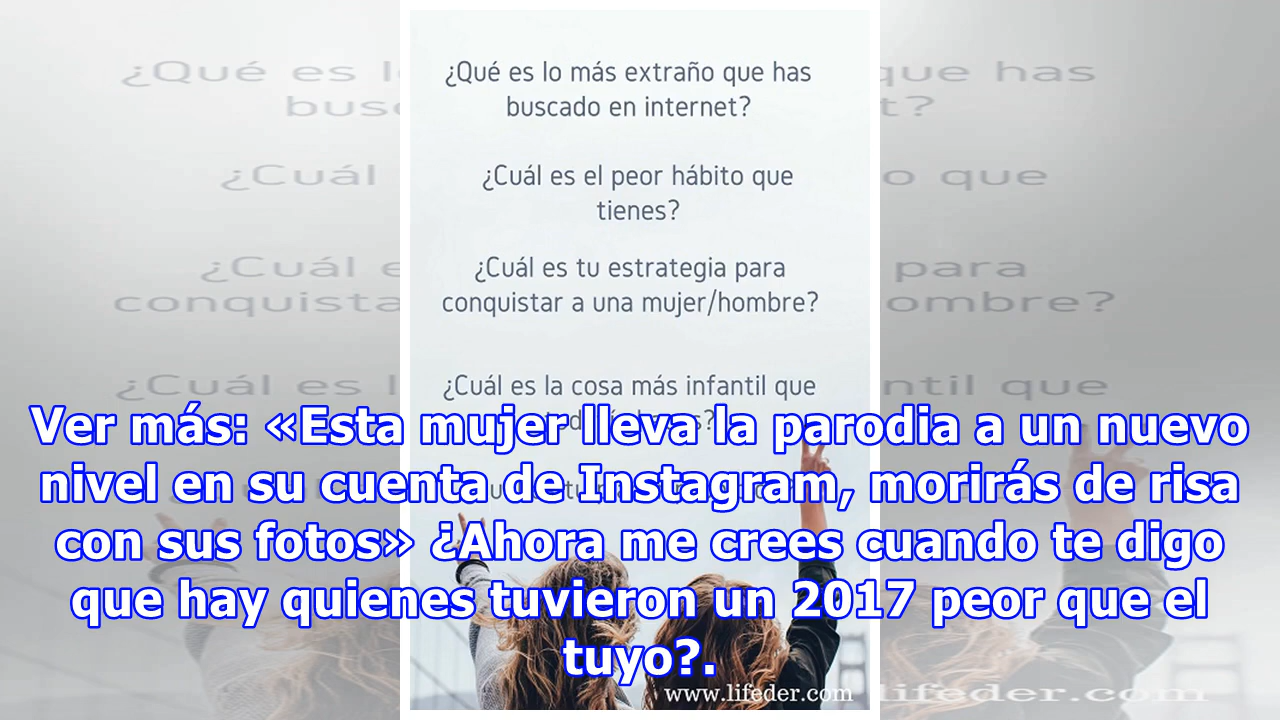 ¿Qué es lo más extraño que has
buscado en internet?
¿Cuál es el peor hábito que
tienes?
¿Cuál es tu estrategia para
conquistar a una mujer/hombre?
¿Cuál es la cosa más infantil que
Ver más: «Esta mujer lleva la parodia a un nuevo
nivel en su cuenta de Instagram, morirás de risa
con sus fotos» ¿Ahora me crees cuando te digo
que hay quienes tuvieron un 2017 peor que el
tuyo?.
www.lifeder.com